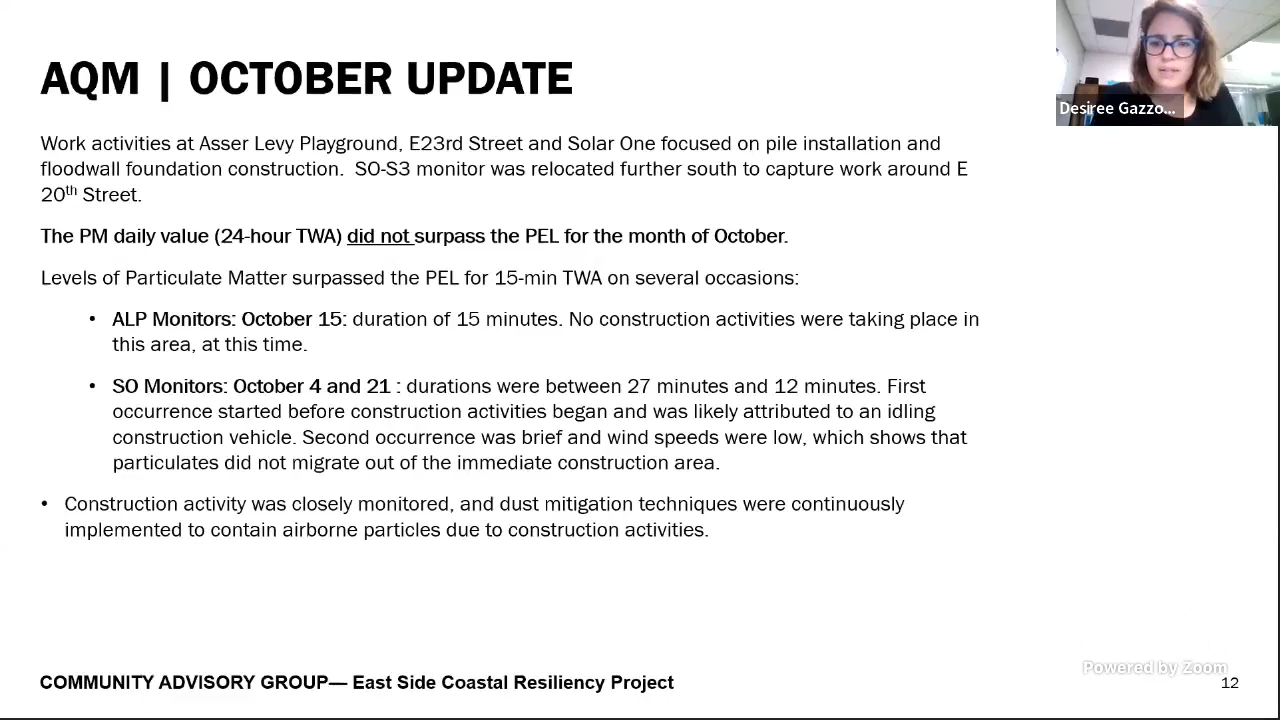 AQM | OCTOBER UPDATE
Desiree Gazzo...
Work activities at Asser Levy Playground, E23rd Street and Solar One focused on pile installation and
floodwall foundation construction.  SO-S3 monitor was relocated further south to capture work around E
20th Street.
The PM daily value (24-hour TWA) did not surpass the PEL for the month of October.
Levels of Particulate Matter surpassed the PEL for 15-min TWA on several occasions:
• ALP Monitors: October 15: duration of 15 minutes. No construction activities were taking place in
this area, at this time.
• SO Monitors: October 4 and 21 : durations were between 27 minutes and 12 minutes. First
occurrence started before construction activities began and was likely attributed to an idling
construction vehicle. Second occurrence was brief and wind speeds were low, which shows that
particulates did not migrate out of the immediate construction area.
• Construction activity was closely monitored, and dust mitigation techniques were continuously
implemented to contain airborne particles due to construction activities.
Powered by Zoom
COMMUNITY ADVISORY GROUP— East Side Coastal Resiliency Project
12